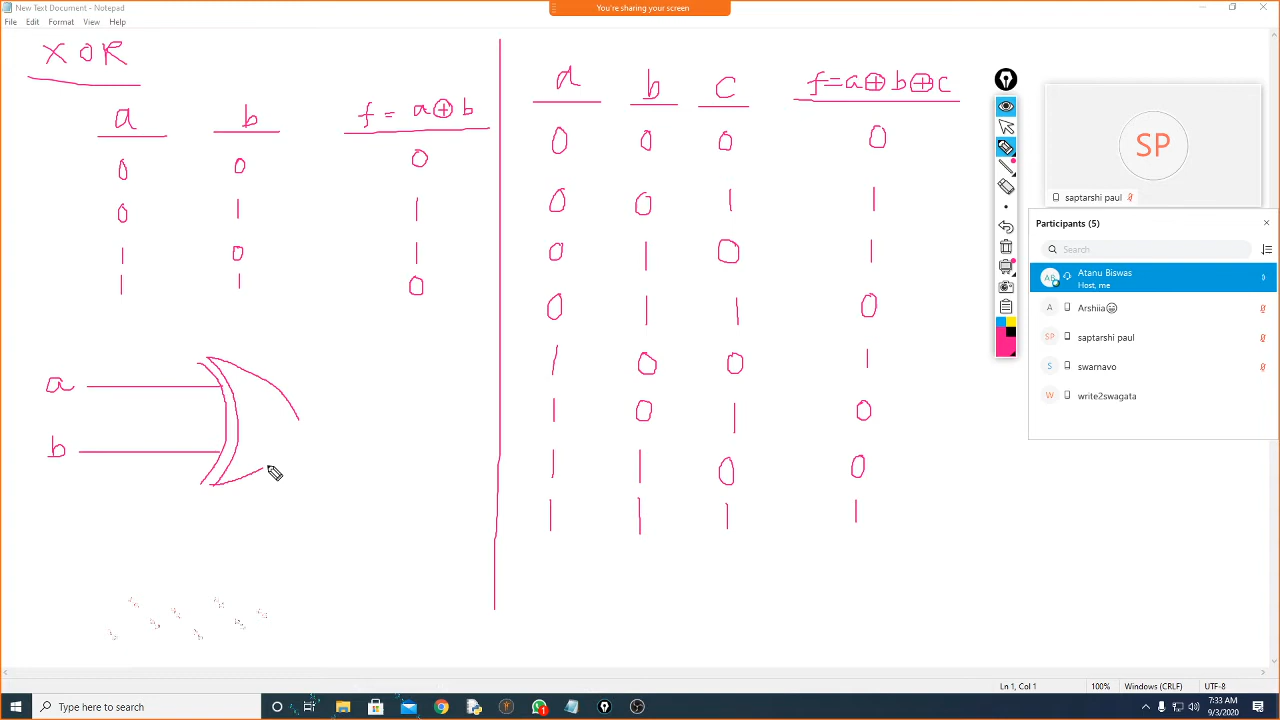 New Text Document - Notepad
You're sharing your screen
File Edit Format View Help
XOR
a b f = a⊕b
0 0 0
0 1 1
1 0 1
1 1 0
a
b
a b c f=a⊕b⊕c
0 0 0 0
0 0 1 1
0 1 0 1
0 1 1 0
1 0 0 1
1 0 1 0
1 1 0 0
1 1 1 1
SP
saptarshi paul
Participants (5)
Search
AB Atanu Biswas
Host, me
A Arshiia😄
SP saptarshi paul
S swarnavo
W write2swagata
Ln 1, Col 1 100% Windows (CRLF) UTF-8
Type here to search
1
7:33 AM
9/3/2020